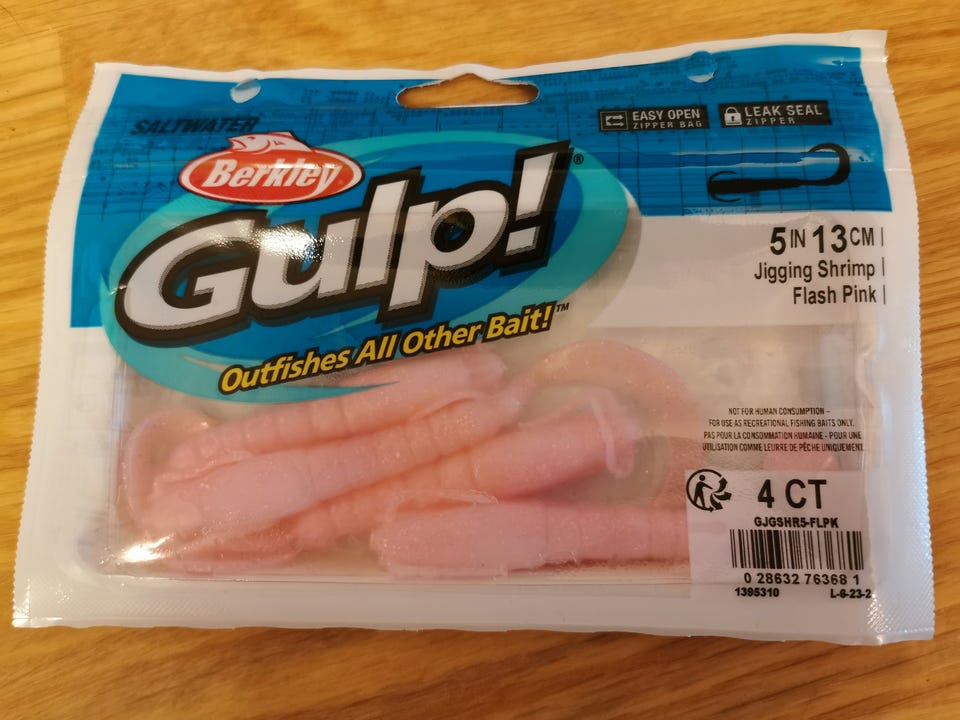 SALTWATER
Berkley
Gulp!®
Outfishes All Other Bait!™
EASY OPEN
ZIPPER BAG
LEAK SEAL
ZIPPER
5 IN 13 CM
Jigging Shrimp
Flash Pink
NOT FOR HUMAN CONSUMPTION -
FOR USE AS RECREATIONAL FISHING BAITS ONLY.
PAS POUR LA CONSOMMATION HUMAINE - POUR UNE
UTILISATION COMME LEURRE DE PÊCHE UNIQUEMENT.
4 CT
GJGSHR5-FLPK
0 28632 76368 1
1395310 L-6-23-2